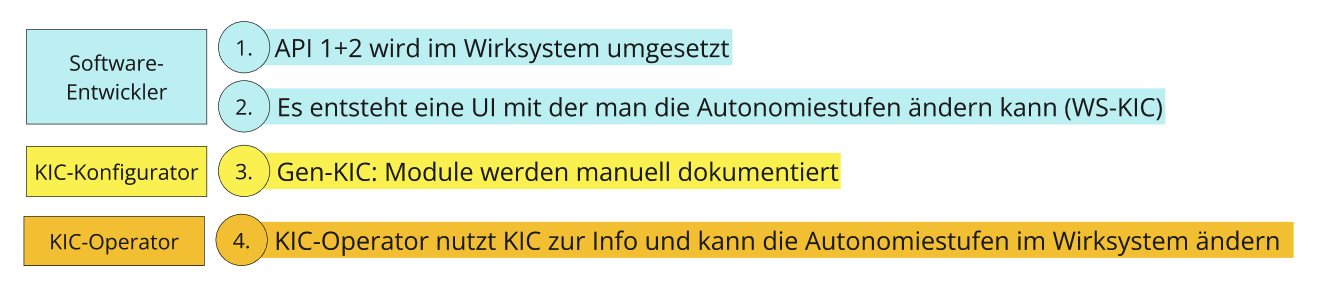 Software-
Entwickler
1. API 1+2 wird im Wirksystem umgesetzt
2. Es entsteht eine UI mit der man die Autonomiestufen ändern kann (WS-KIC)
KIC-Konfigurator
3. Gen-KIC: Module werden manuell dokumentiert
KIC-Operator
4. KIC-Operator nutzt KIC zur Info und kann die Autonomiestufen im Wirksystem ändern